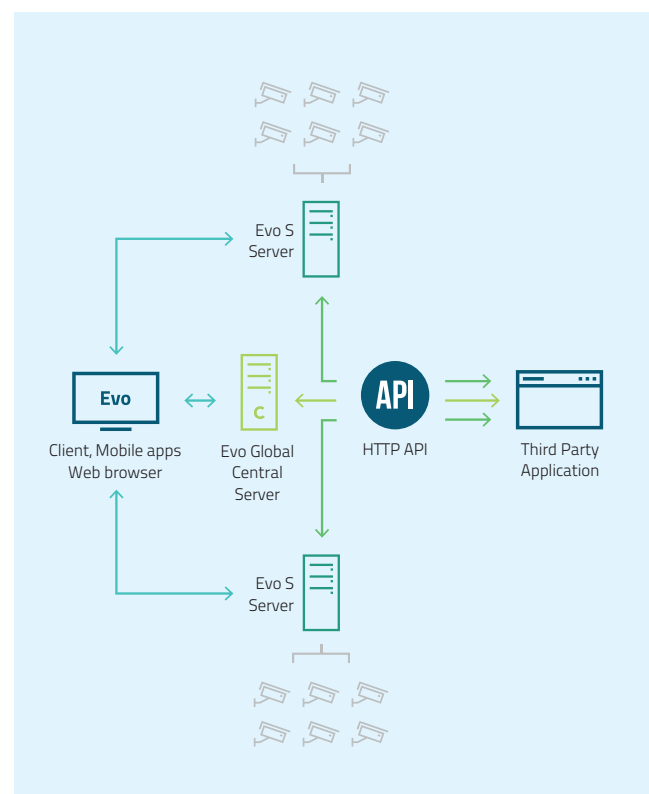 Evo S
Server
Evo
Client, Mobile apps
Web browser
C
Evo Global
Central
Server
API
HTTP API
Third Party
Application
Evo S
Server